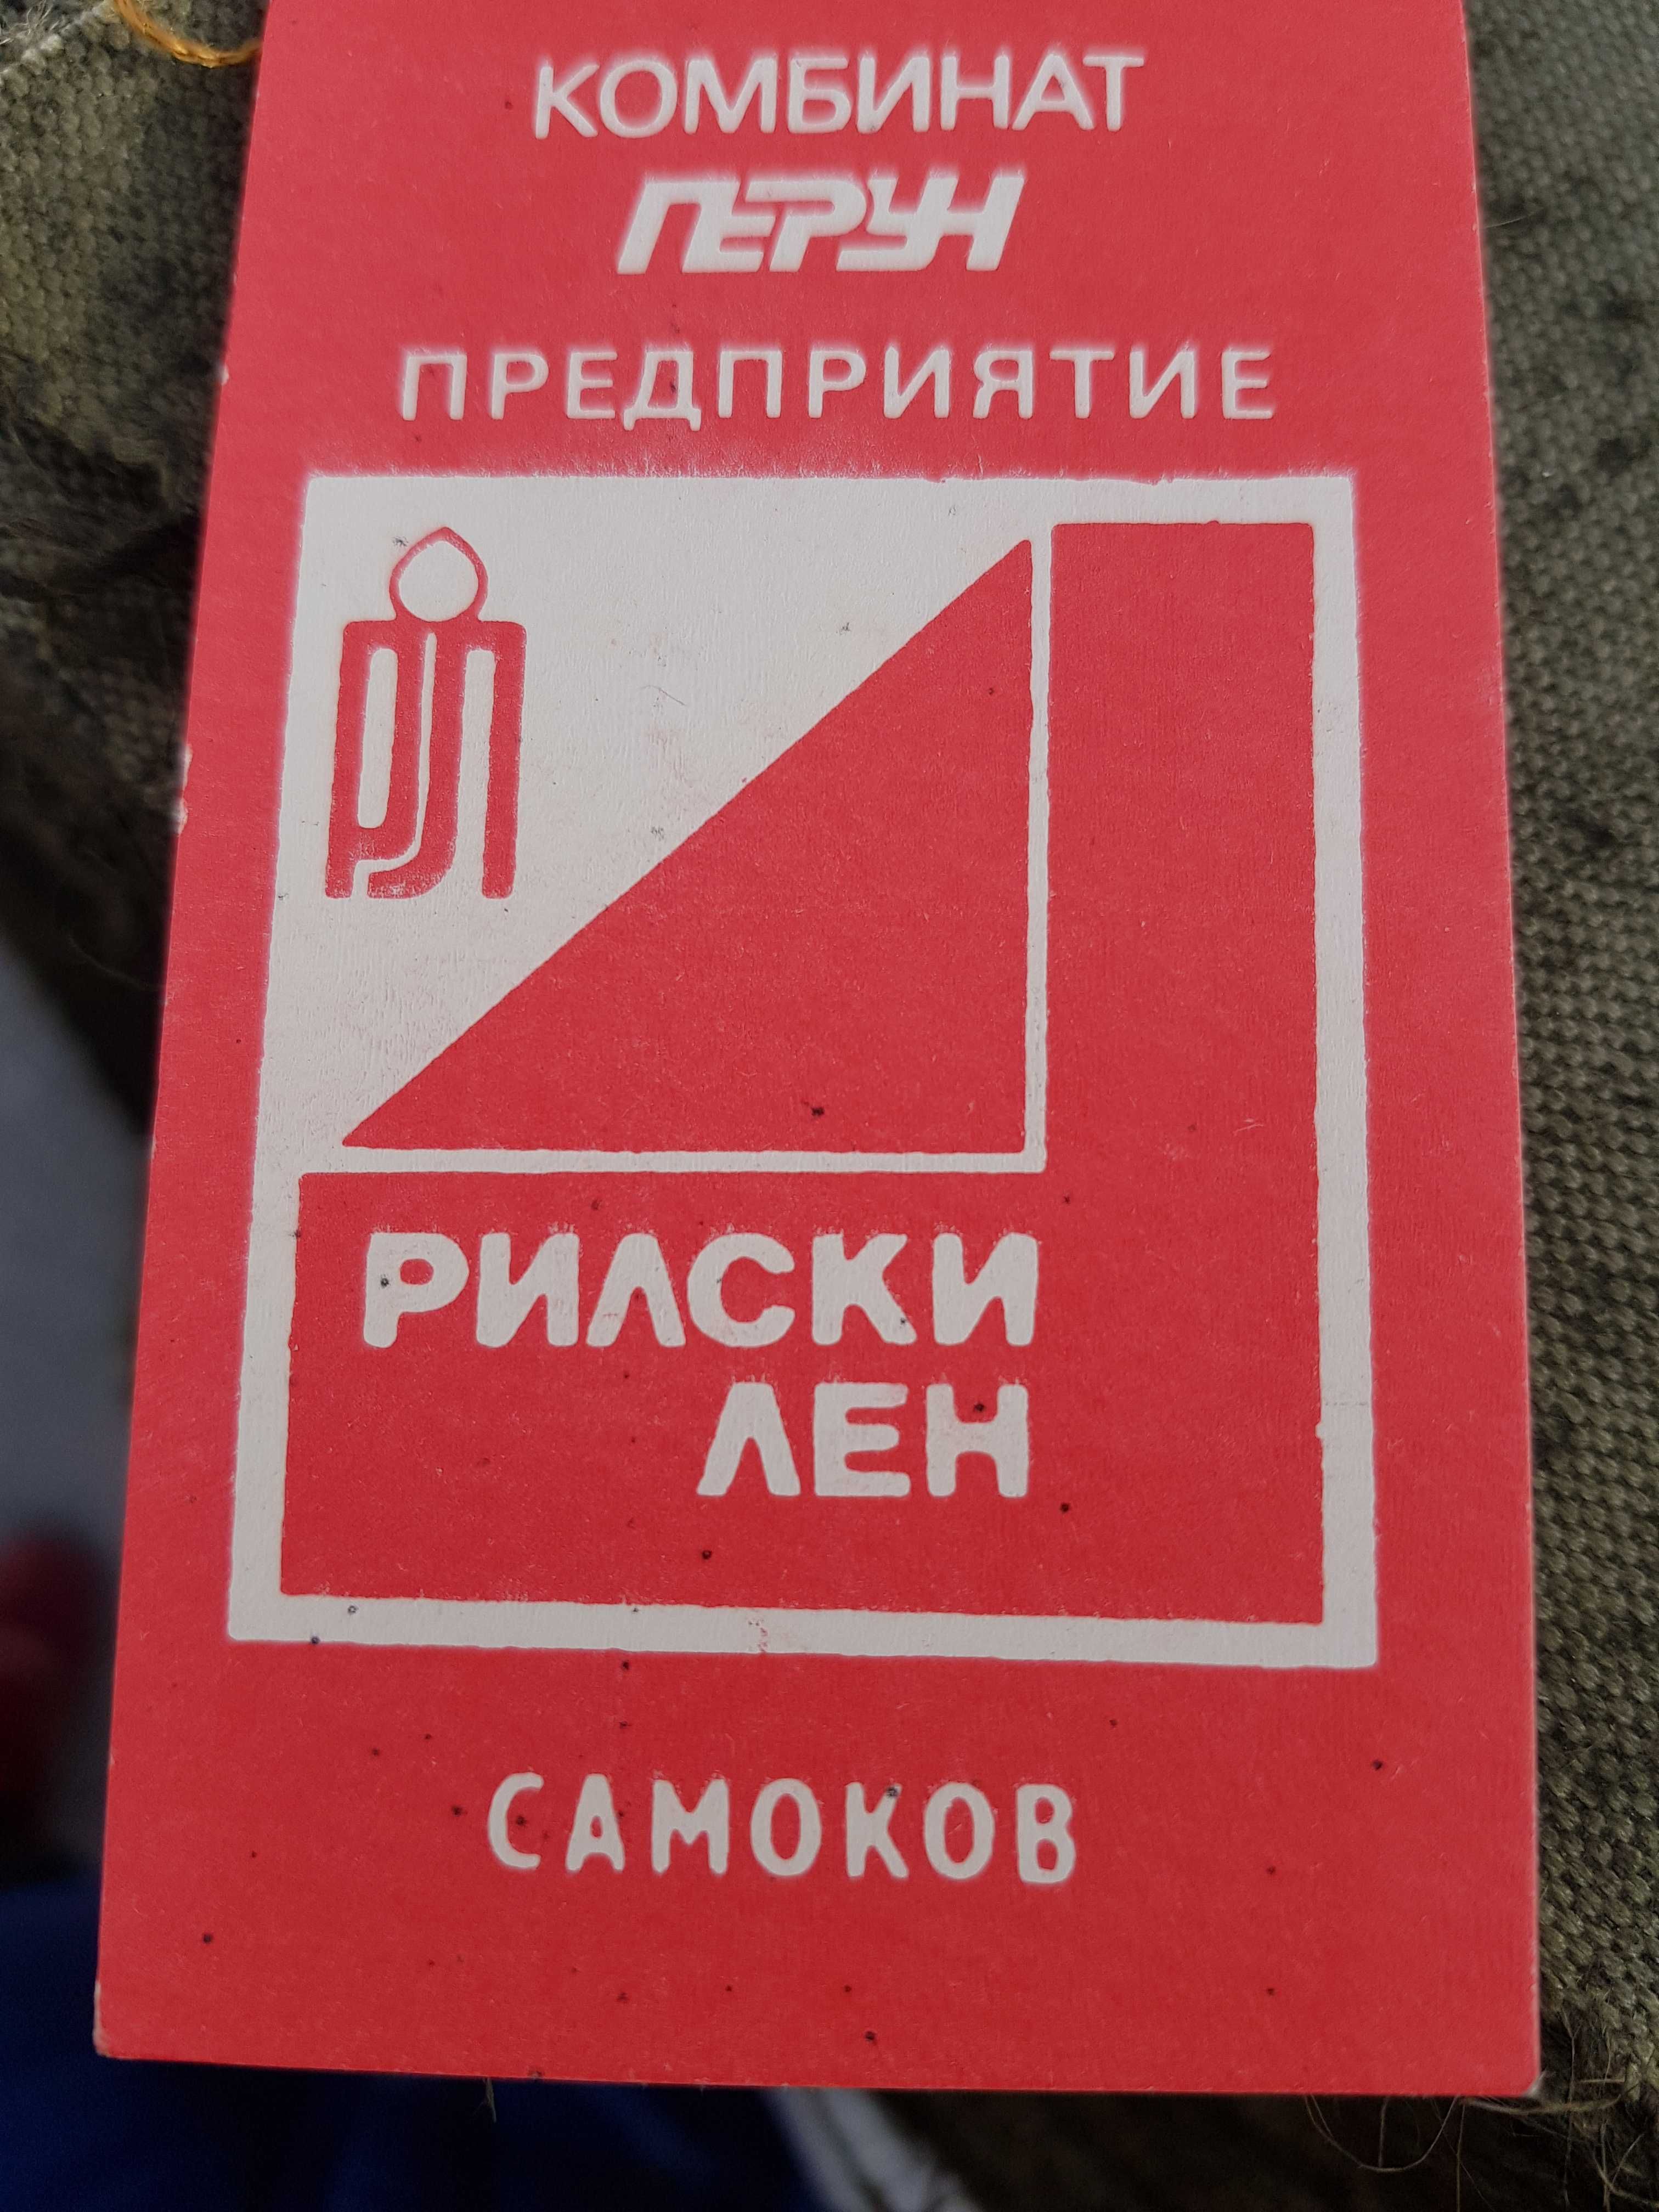 КОМБИНАТ
ПЕРУН
ПРЕДПРИЯТИЕ
РЛ
РИЛСКИ
ЛЕН
САМОКОВ